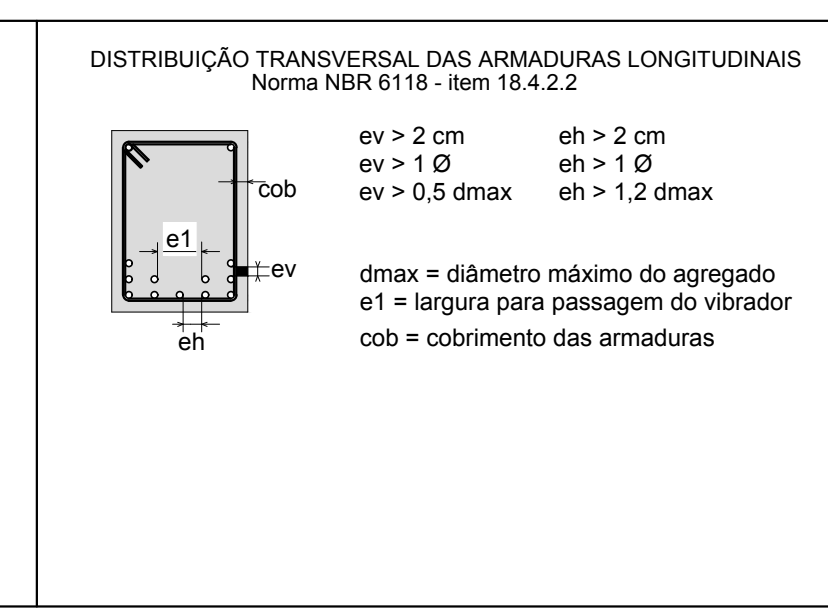 DISTRIBUIÇÃO TRANSVERSAL DAS ARMADURAS LONGITUDINAIS
Norma NBR 6118 - item 18.4.2.2
ev > 2 cm eh > 2 cm
ev > 1 Ø eh > 1 Ø
ev > 0,5 dmax eh > 1,2 dmax
cob
e1
ev
eh
dmax = diâmetro máximo do agregado
e1 = largura para passagem do vibrador
cob = cobrimento das armaduras